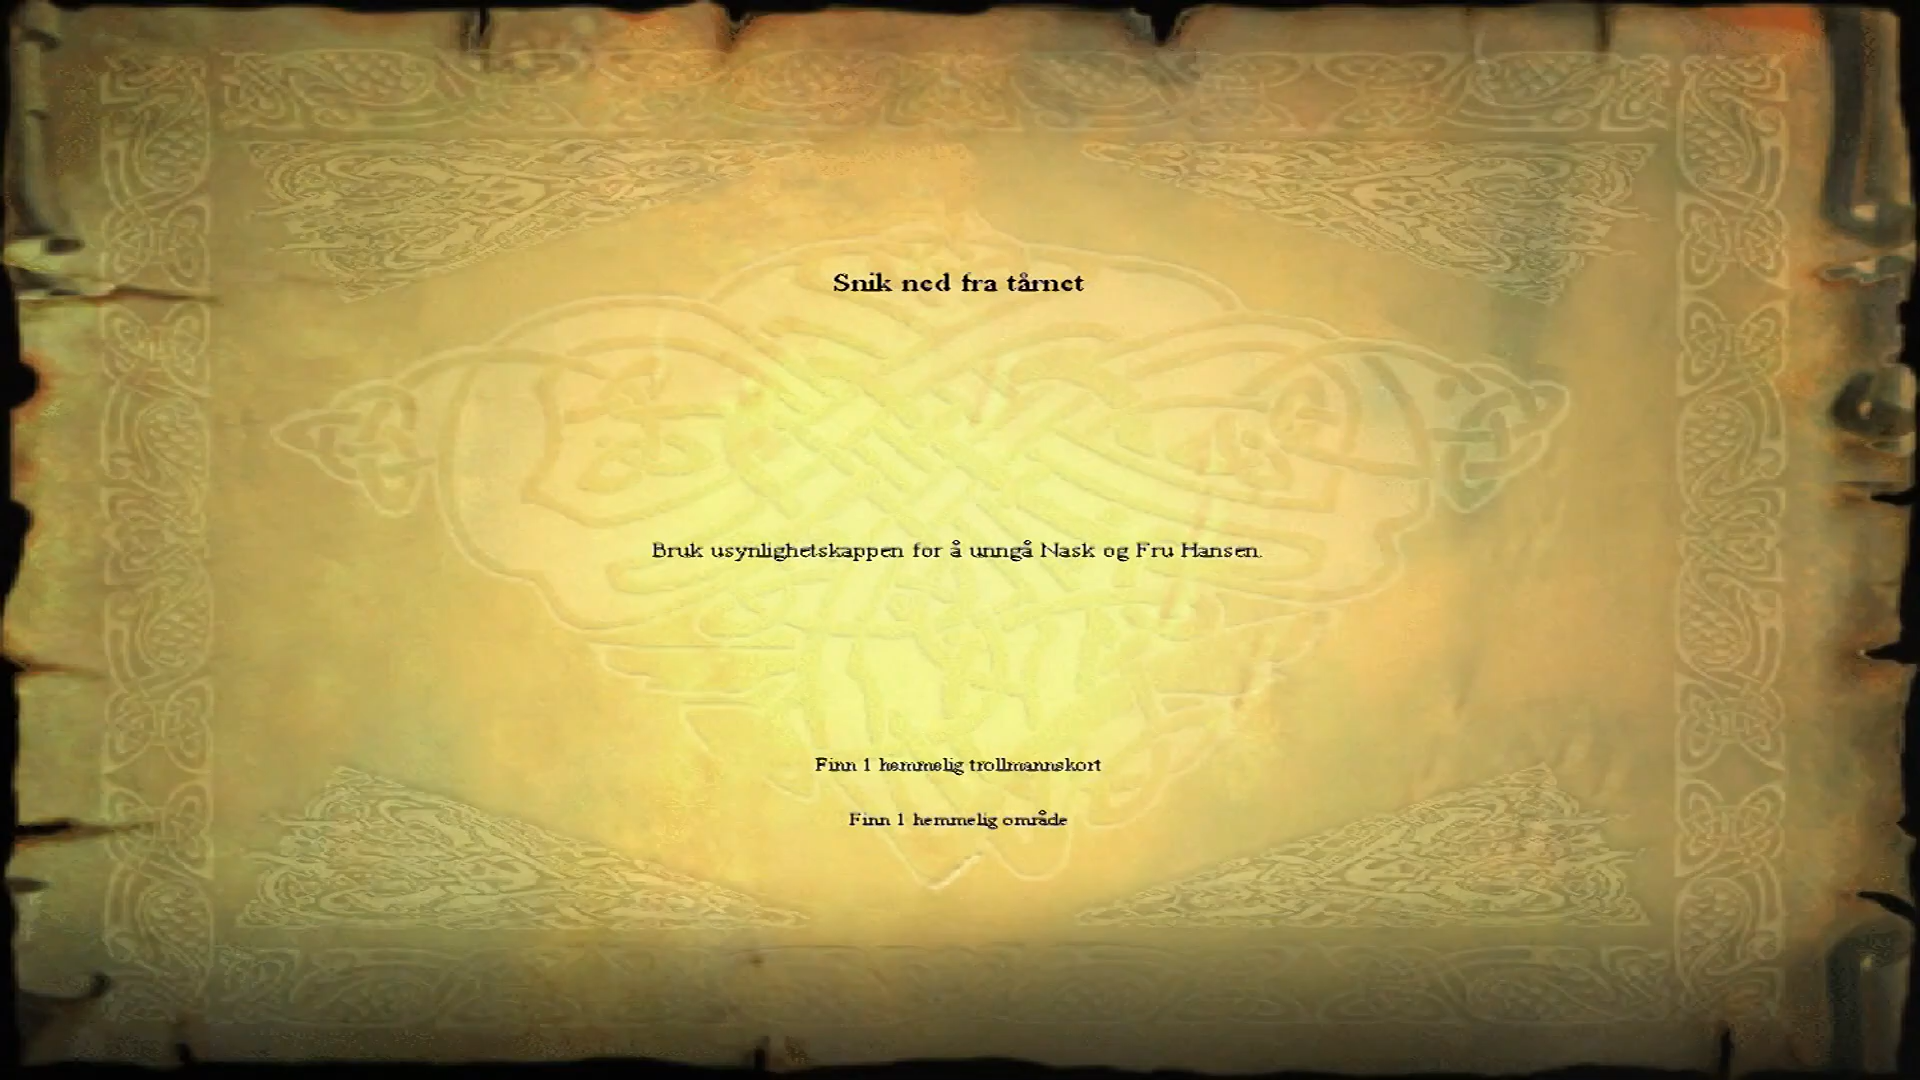 Snik ned fra tårnet
Bruk usynlighetskappen for å unngå Nask og Fru Hansen.
Finn 1 hemmelig trollmannskort
Finn 1 hemmelig område